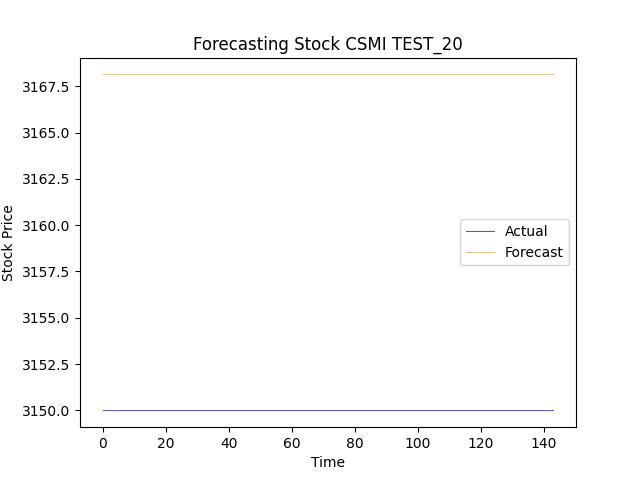 Forecasting Stock CSMI TEST_20
3167.5
3165.0
3162.5
3160.0
3157.5
3155.0
3152.5
3150.0
Stock Price
Actual
Forecast
0 20 40 60 80 100 120 140
Time